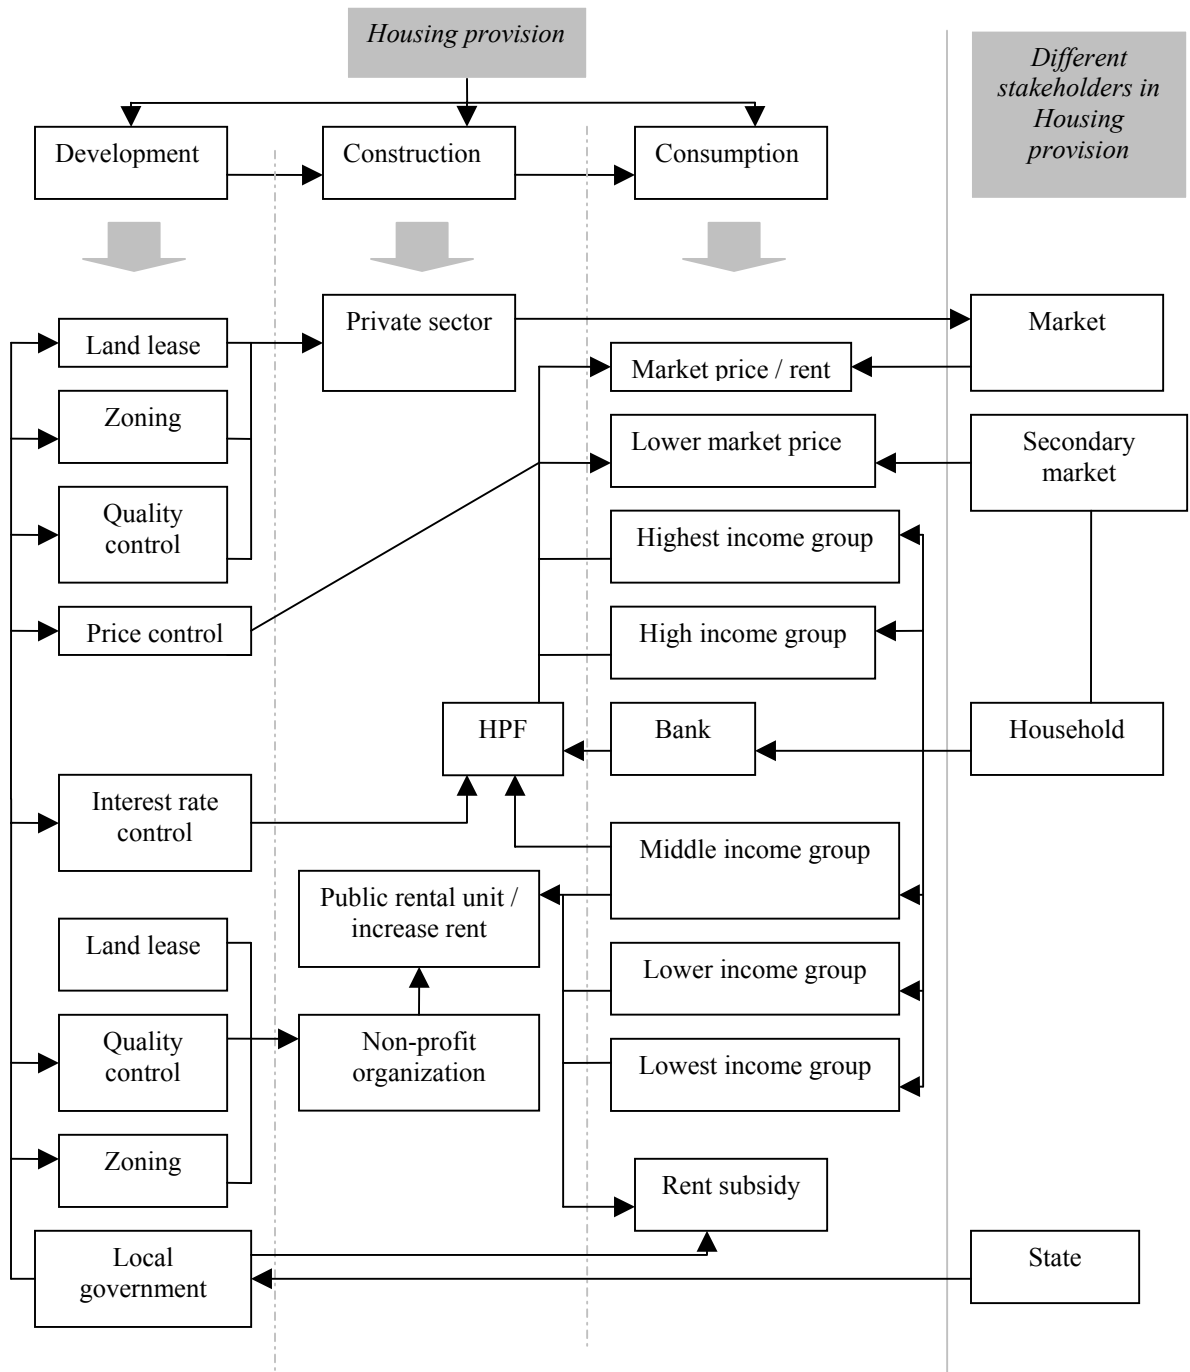 Housing provision
Different
stakeholders in
Housing
provision
Development
Construction
Consumption
Land lease
Private sector
Market
Market price / rent
Zoning
Lower market price
Secondary
market
Quality
control
Highest income group
Price control
High income group
HPF
Bank
Household
Interest rate
control
Middle income group
Public rental unit /
increase rent
Land lease
Lower income group
Quality
control
Non-profit
organization
Lowest income group
Zoning
Rent subsidy
Local
government
State